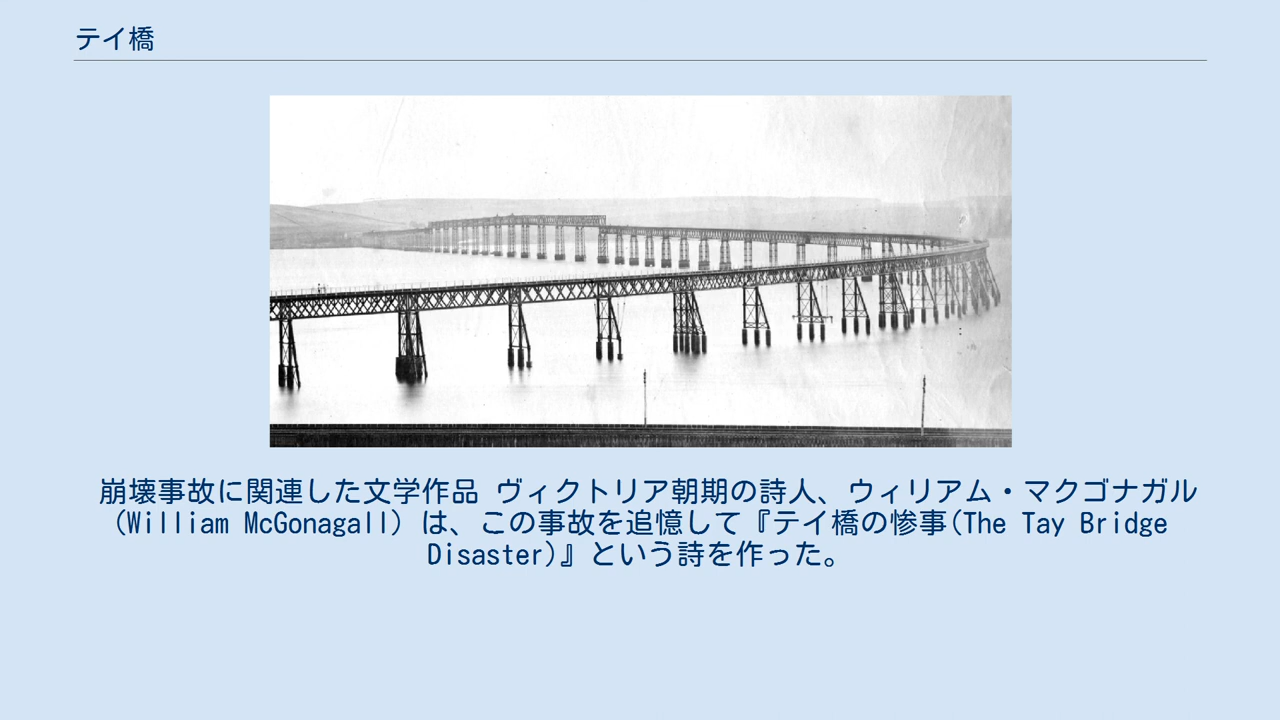 テイ橋
崩壊事故に関連した文学作品 ヴィクトリア朝期の詩人、ウィリアム・マクゴナガル
(William McGonagall) は、この事故を追憶して『テイ橋の惨事(The Tay Bridge
Disaster)』という詩を作った。